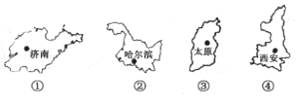 济南 哈尔滨 太原 西安
① ② ③ ④